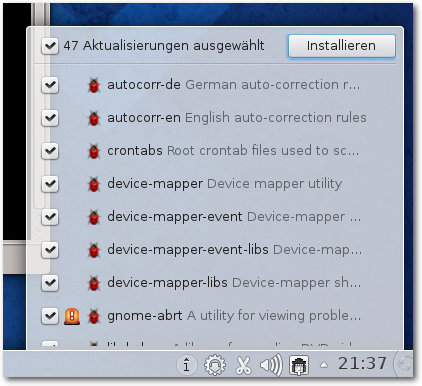 47 Aktualisierungen ausgewählt
Installieren
autocorr-de German auto-correction r...
autocorr-en English auto-correction rules
crontabs Root crontab files used to sc...
device-mapper Device mapper utility
device-mapper-event Device-mapper ...
device-mapper-event-libs Device-map...
device-mapper-libs Device-mapper sh...
gnome-abrt A utility for viewing proble...
21:37